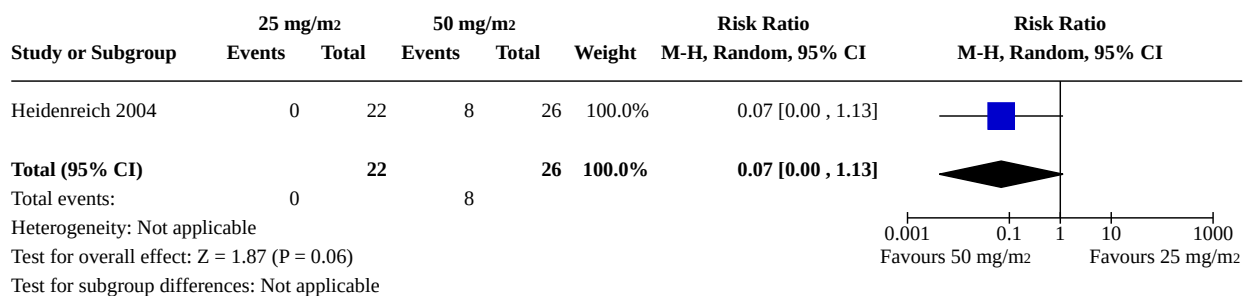 25 mg/m2 50 mg/m2 Risk Ratio Risk Ratio
Study or Subgroup Events Total Events Total Weight M-H, Random, 95% CI M-H, Random, 95% CI
Heidenreich 2004 0 22 8 26 100.0% 0.07 [0.00 , 1.13]
Total (95% CI) 22 26 100.0% 0.07 [0.00 , 1.13]
Total events: 0 8
Heterogeneity: Not applicable
0.001 0.1 1 10 1000
Test for overall effect: Z = 1.87 (P = 0.06) Favours 50 mg/m2 Favours 25 mg/m2
Test for subgroup differences: Not applicable